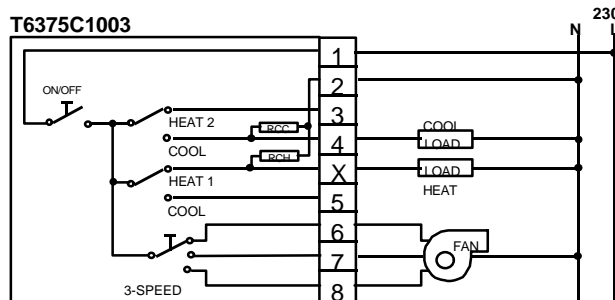 T6375C1003
230
N L
1
ON/OFF
2
HEAT 2
3
RCC
COOL
4
COOL
LOAD
RCH
HEAT 1
X
LOAD
HEAT
COOL
5
6
FAN
7
3-SPEED
8